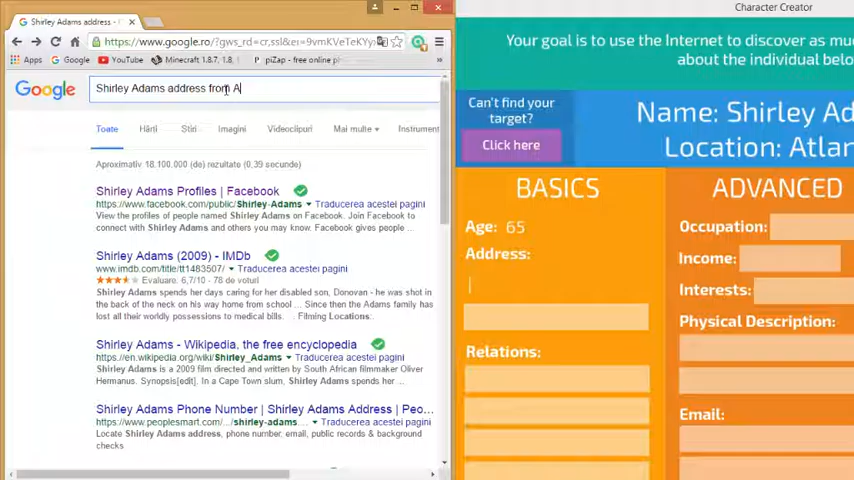 Shirley Adams address -
https://www.google.ro/?gws_rd=cr,ssl&ei=9vmKVeTeKYy
Apps Google YouTube Minecraft 1.8.7, 1.8, 1 piZap - free online pi
Google Shirley Adams address from A
Toate Hărți Știri Imagini Videoclipuri Mai multe Instrument
Aproximativ 18.100.000 (de) rezultate (0,39 secunde)
Shirley Adams Profiles | Facebook
https://www.facebook.com/public/Shirley-Adams Traducerea acestei pagini
View the profiles of people named Shirley Adams on Facebook. Join Facebook to
connect with Shirley Adams and others you may know. Facebook gives people ...
Shirley Adams (2009) - IMDb
www.imdb.com/title/tt1483507/ Traducerea acestei pagini
Evaluare: 6,7/10 - 78 de voturi
Shirley Adams spends her days caring for her disabled son, Donovan - he was shot in
the back of the neck on his way home from school ... Since then the Adams family has
lost all their worldly possessions to medical bills. ... Filming Locations:.
Shirley Adams - Wikipedia, the free encyclopedia
https://en.wikipedia.org/wiki/Shirley_Adams Traducerea acestei pagini
Shirley Adams is a 2009 film directed and written by South African filmmaker Oliver
Hermanus. Synopsis[edit]. In a Cape Town slum, Shirley Adams spends her ...
Shirley Adams Phone Number | Shirley Adams Address | Peo...
https://www.peoplesmart.com/.../shirley-adams... Traducerea acestei pagini
Locate Shirley Adams address, phone number, email, public records & background
checks
Character Creator
Your goal is to use the Internet to discover as mu
about the individual belo
Can't find your
target?
Click here
Name: Shirley Ad
Location: Atlan
BASICS
Age: 65
Address:
Relations:
ADVANCED
Occupation:
Income:
Interests:
Physical Description:
Email: